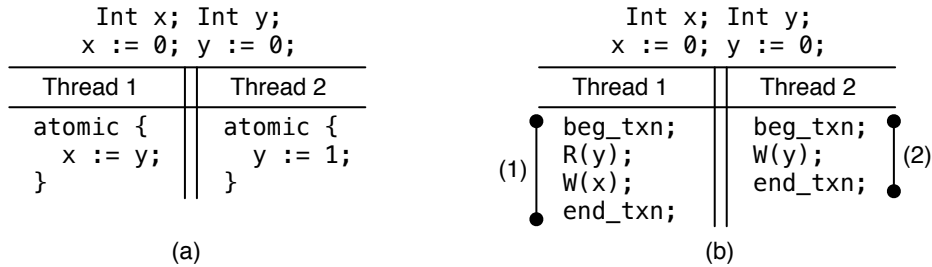 Int x; Int y;
x := 0; y := 0;
Thread 1
Thread 2
atomic {
x := y;
}
atomic {
y := 1;
}
(a)
Int x; Int y;
x := 0; y := 0;
Thread 1
Thread 2
(1)
beg_txn;
R(y);
W(x);
end_txn;
beg_txn;
W(y);
end_txn;
(2)
(b)